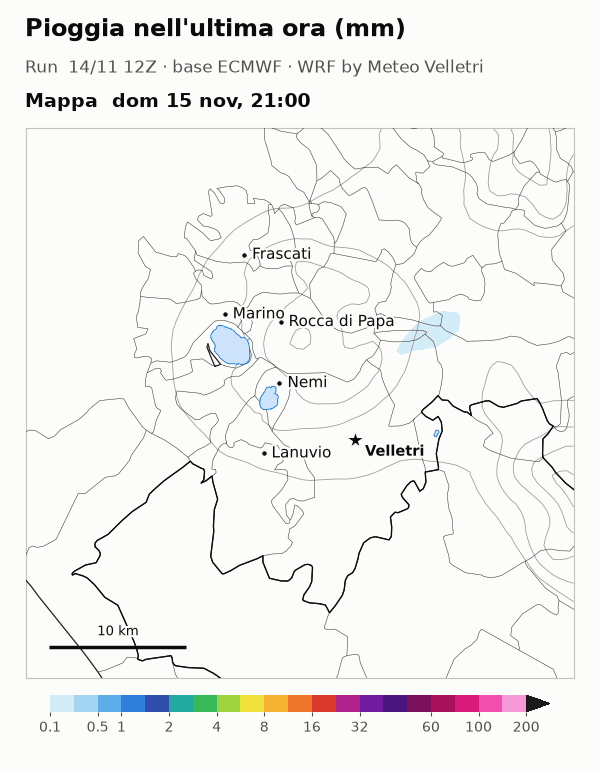 Pioggia nell'ultima ora (mm)
Run  14/11 12Z · base ECMWF · WRF by Meteo Velletri
Mappa  dom 15 nov, 21:00
Frascati
Marino
Rocca di Papa
Nemi
Velletri
Lanuvio
10 km
0.1 0.5 1 2 4 8 16 32 60 100 200